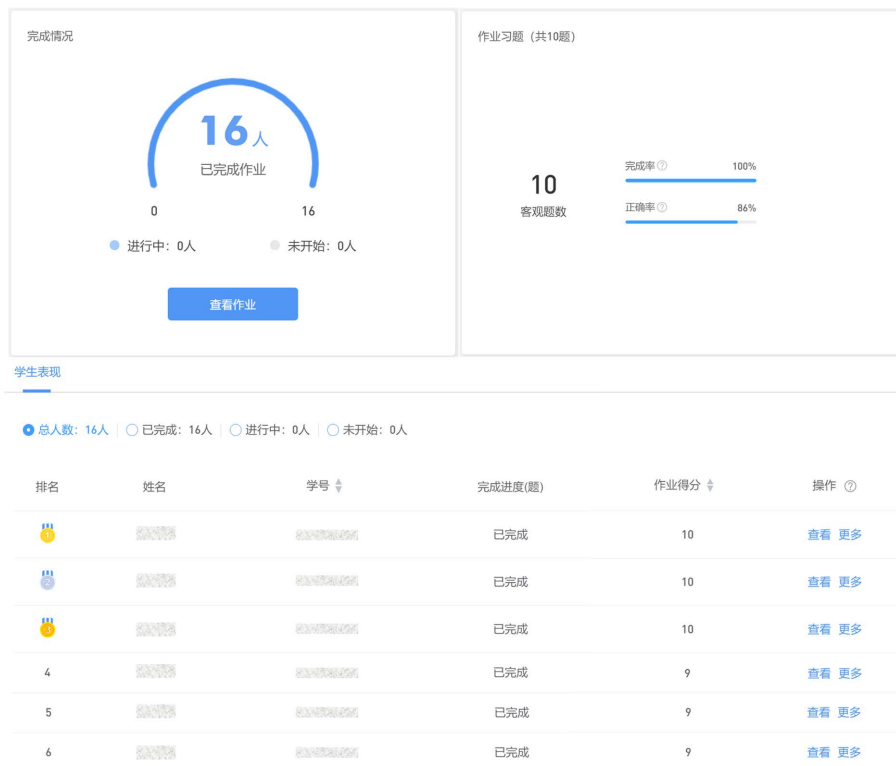 完成情况
16人
已完成作业
0 16
进行中：0人 未开始：0人
查看作业
作业习题（共10题）
10
客观题数
完成率 ? 100%
正确率 ? 86%
学生表现
总人数：16人 已完成：16人 进行中：0人 未开始：0人
排名 姓名 学号 完成进度(题) 作业得分 操作 ?
1 已完成 10 查看 更多
2 已完成 10 查看 更多
3 已完成 10 查看 更多
4 已完成 9 查看 更多
5 已完成 9 查看 更多
6 已完成 9 查看 更多